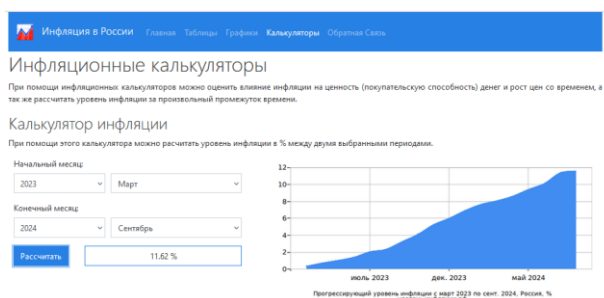 Инфляция в России Главная Таблицы Графики Калькуляторы Обратная Связь
Инфляционные калькуляторы
При помощи инфляционных калькуляторов можно оценить влияние инфляции на ценность (покупательскую способность) денег и рост цен со временем, а
так же рассчитать уровень инфляции за произвольный промежуток времени.
Калькулятор инфляции
При помощи этого калькулятора можно расчитать уровень инфляции в % между двумя выбранными периодами.
Начальный месяц:
2023 Март
Конечный месяц:
2024 Сентябрь
Рассчитать 11.62 %
12
10
8
6
4
2
0
июль 2023 дек. 2023 май 2024
Прогрессирующий уровень инфляции с март 2023 по сент. 2024, Россия, %